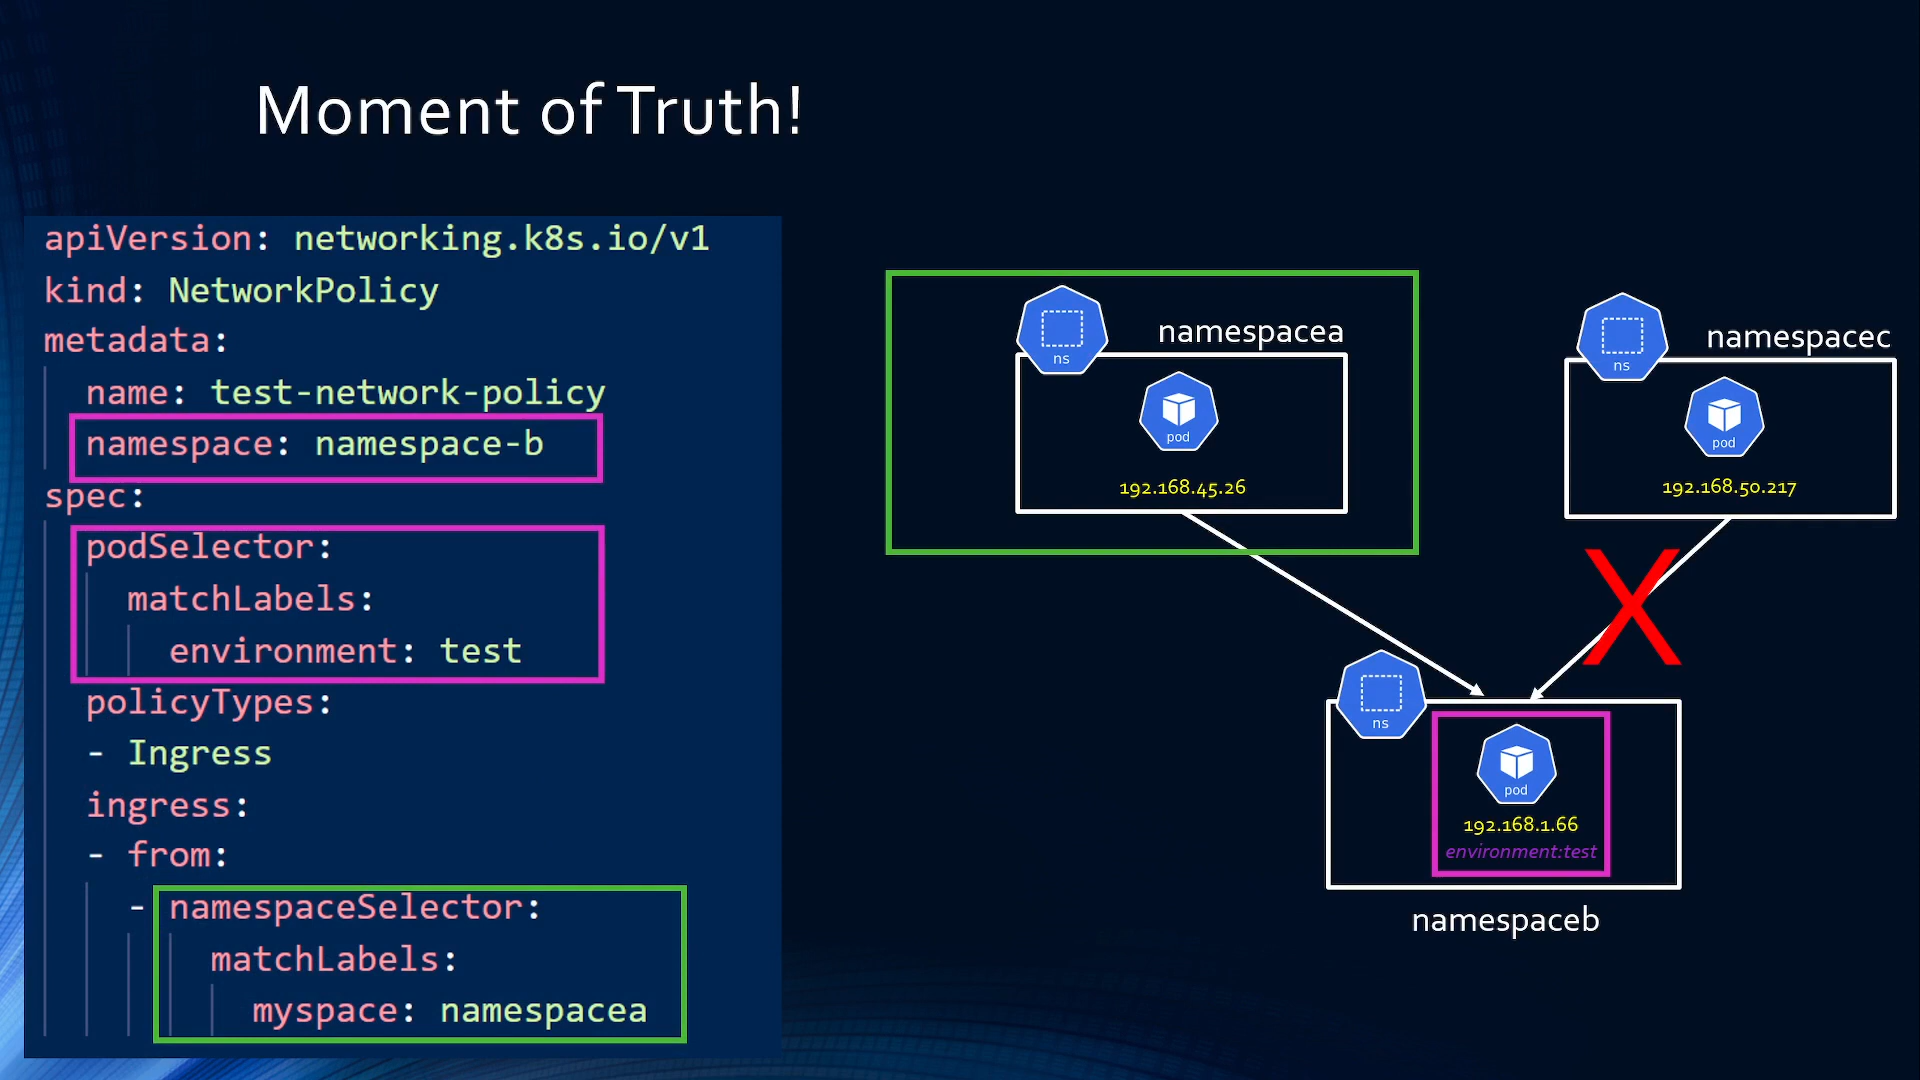 Moment of Truth!
apiVersion: networking.k8s.io/v1
kind: NetworkPolicy
metadata:
name: test-network-policy
namespace: namespace-b
spec:
podSelector:
matchLabels:
environment: test
policyTypes:
- Ingress
ingress:
- from:
- namespaceSelector:
matchLabels:
myspace: namespacea
ns
namespacea
pod
192.168.45.26
ns
namespacec
pod
192.168.50.217
X
ns
pod
192.168.1.66
environment:test
namespaceb